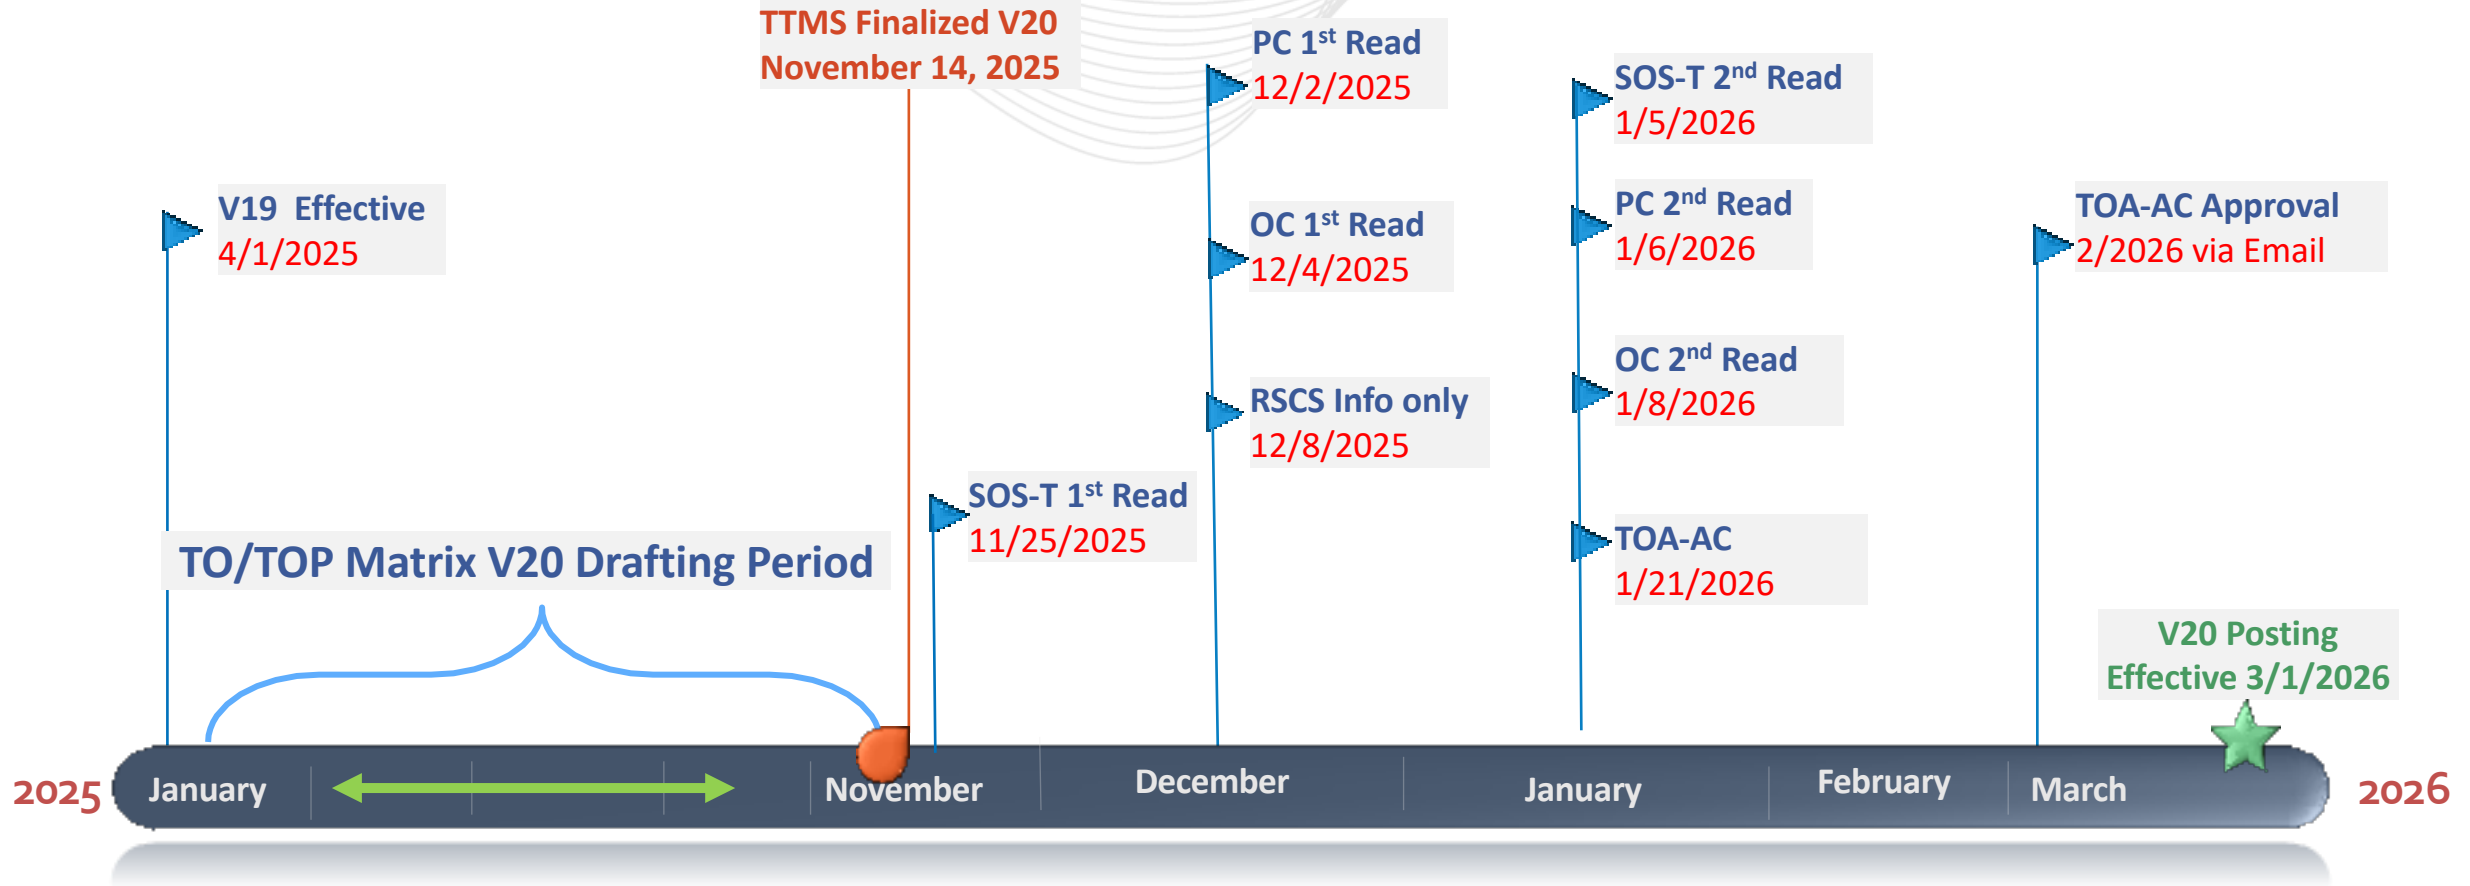 TTMS Finalized V20
November 14, 2025
PC 1st Read
12/2/2025
SOS-T 2nd Read
1/5/2026
V19  Effective
4/1/2025
OC 1st Read
12/4/2025
PC 2nd Read
1/6/2026
TOA-AC Approval
2/2026 via Email
RSCS Info only
12/8/2025
OC 2nd Read
1/8/2026
SOS-T 1st Read
11/25/2025
TOA-AC
1/21/2026
TO/TOP Matrix V20 Drafting Period
V20 Posting
Effective 3/1/2026
2025 January November December January February March 2026